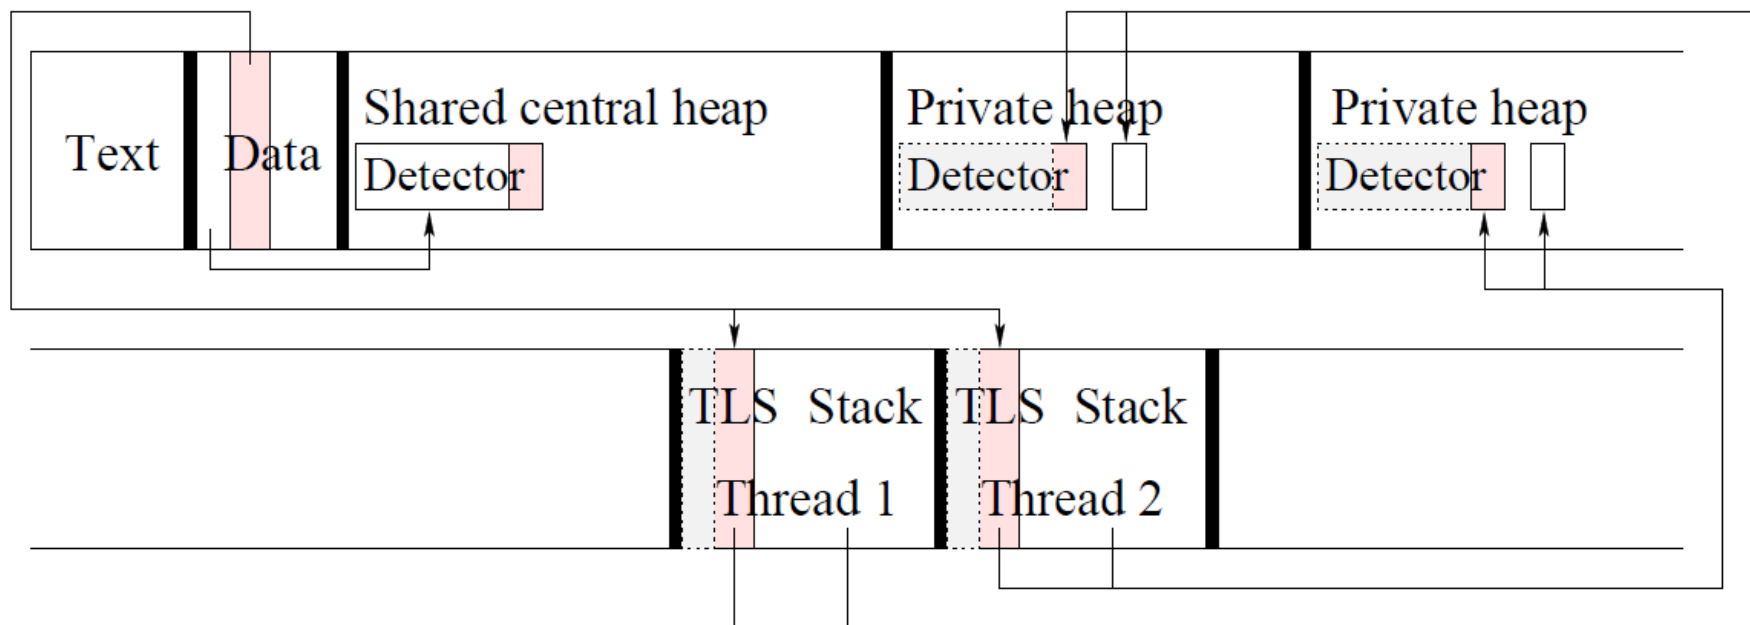 Text
Data
Shared central heap
Detector
Private heap
Detector
Private heap
Detector
TLS Stack
Thread 1
TLS Stack
Thread 2